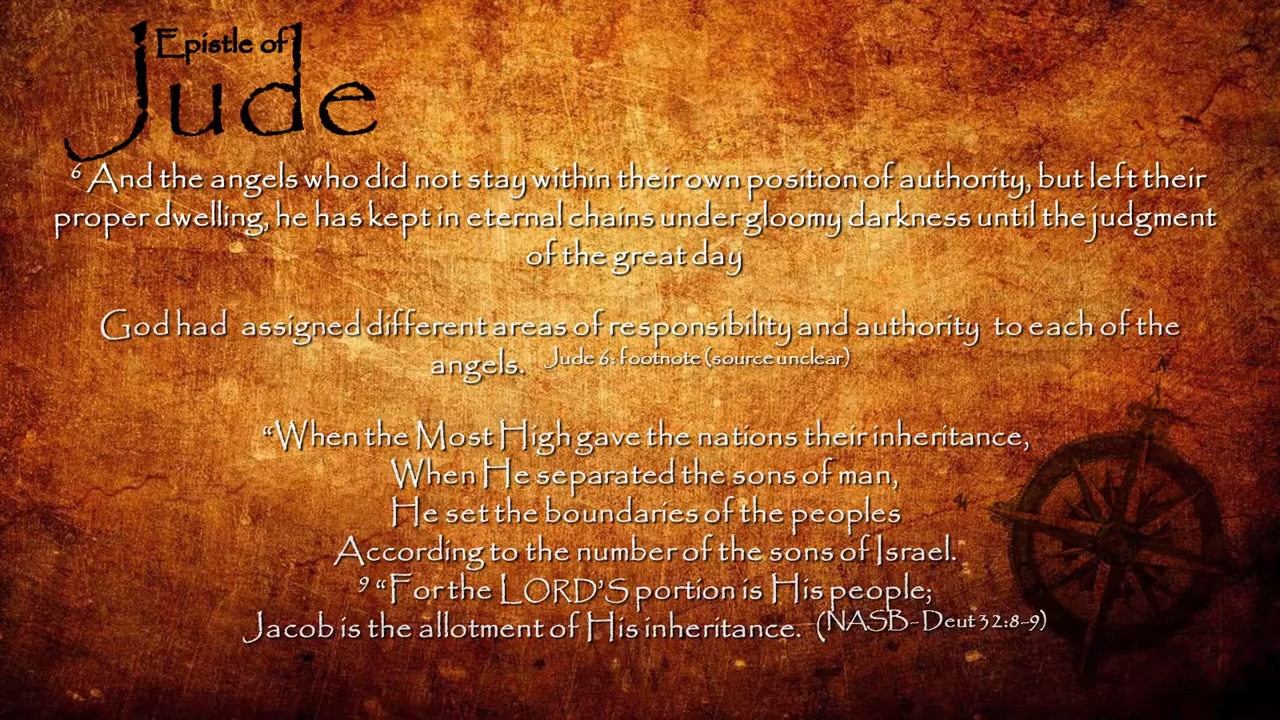 Epistle of
Jude
6 And the angels who did not stay within their own position of authority, but left their
proper dwelling, he has kept in eternal chains under gloomy darkness until the judgment
of the great day
God had assigned different areas of responsibility and authority to each of the
angels. Jude 6: footnote (source unclear)
“When the Most High gave the nations their inheritance,
When He separated the sons of man,
He set the boundaries of the peoples
According to the number of the sons of Israel.
9 “For the LORD’S portion is His people;
Jacob is the allotment of His inheritance. (NASB - Deut 32:8-9)
N